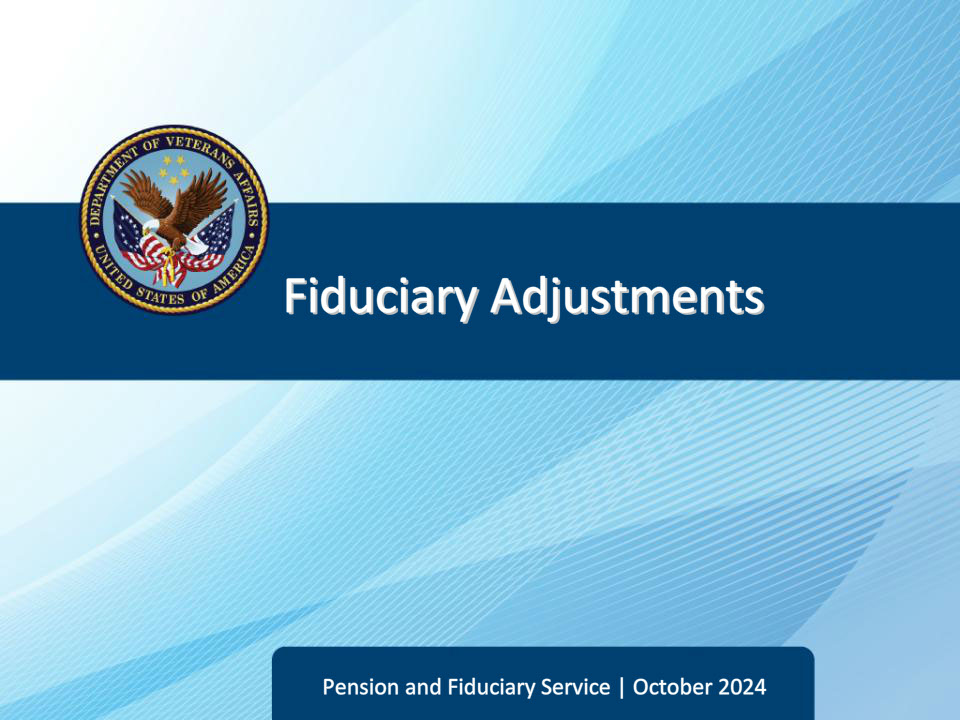 DEPARTMENT OF VETERANS AFFAIRS
UNITED STATES OF AMERICA
Fiduciary Adjustments
Pension and Fiduciary Service | October 2024